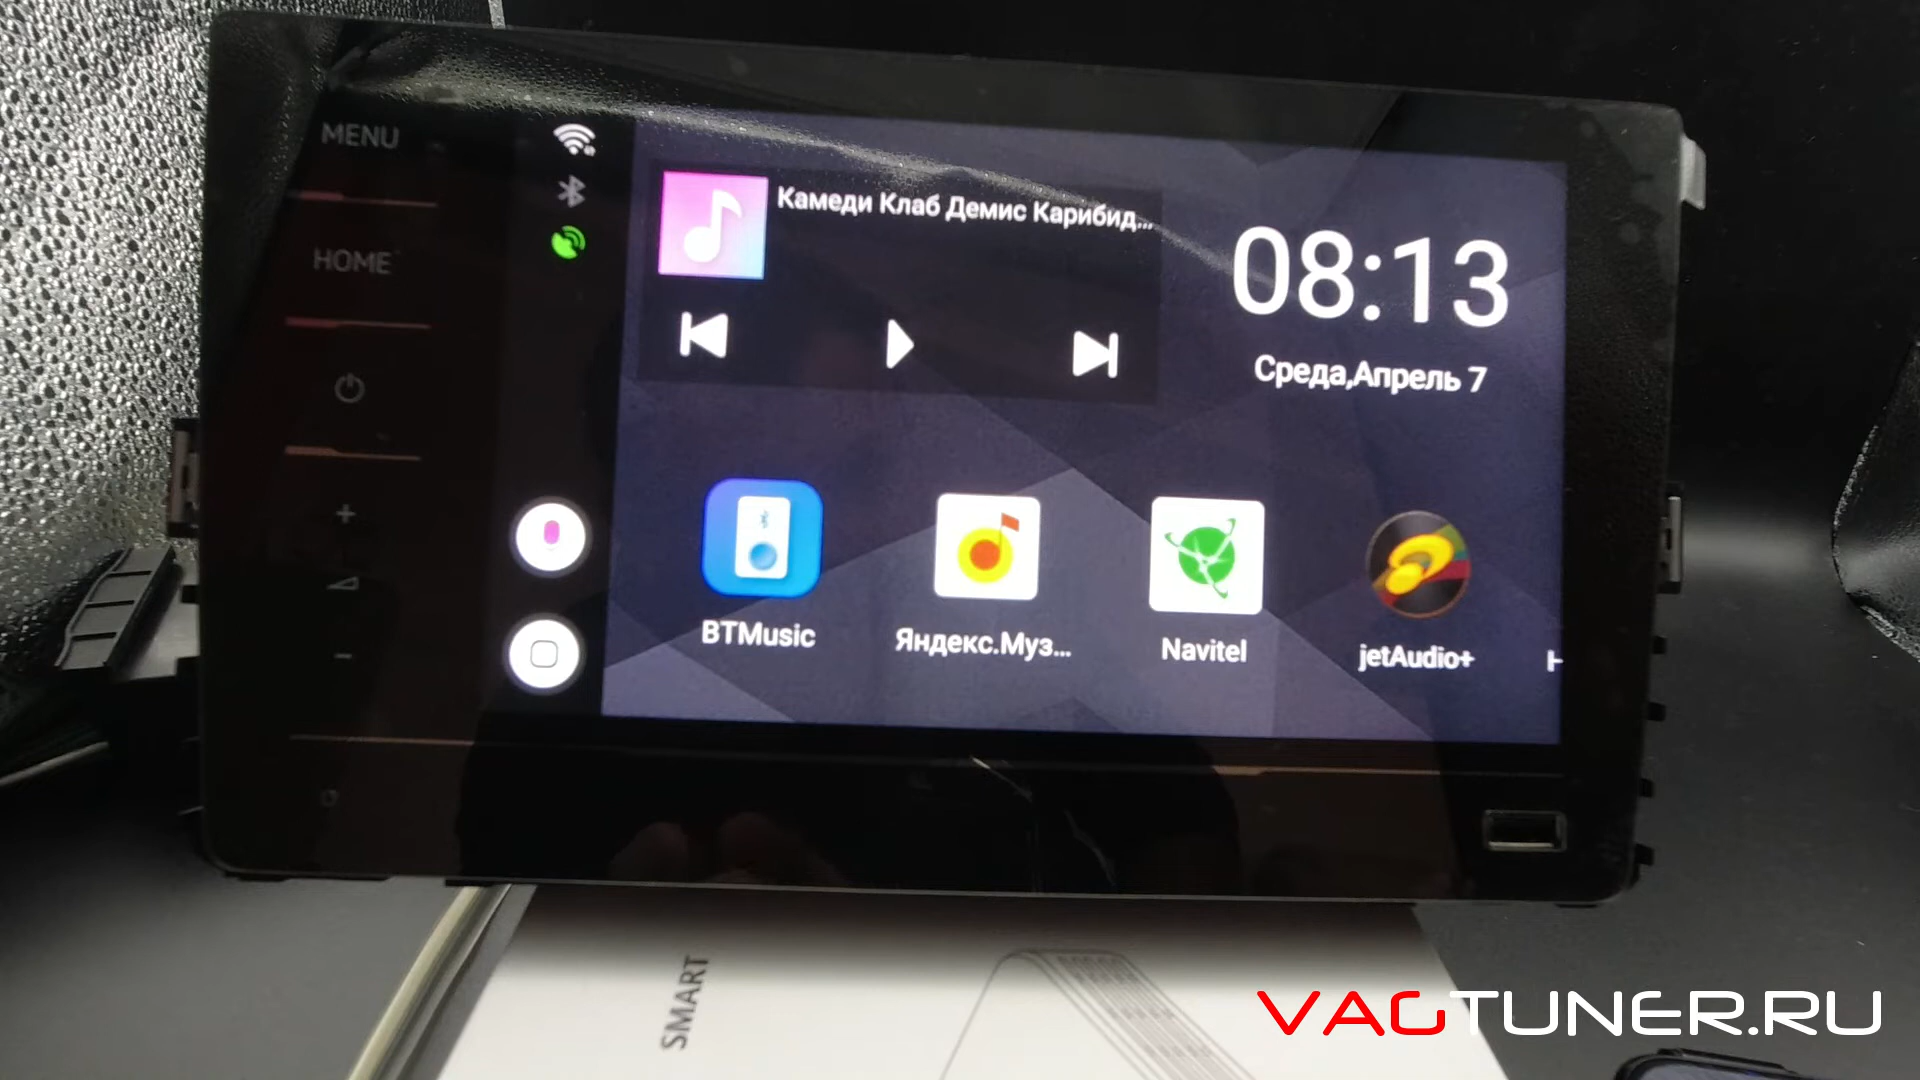 MENU
HOME
Камеди Клаб Демис Карибид...
08:13
Среда,Апрель 7
BTMusic
Яндекс.Муз...
Navitel
jetAudio+
SMART
VAGTUNER.RU